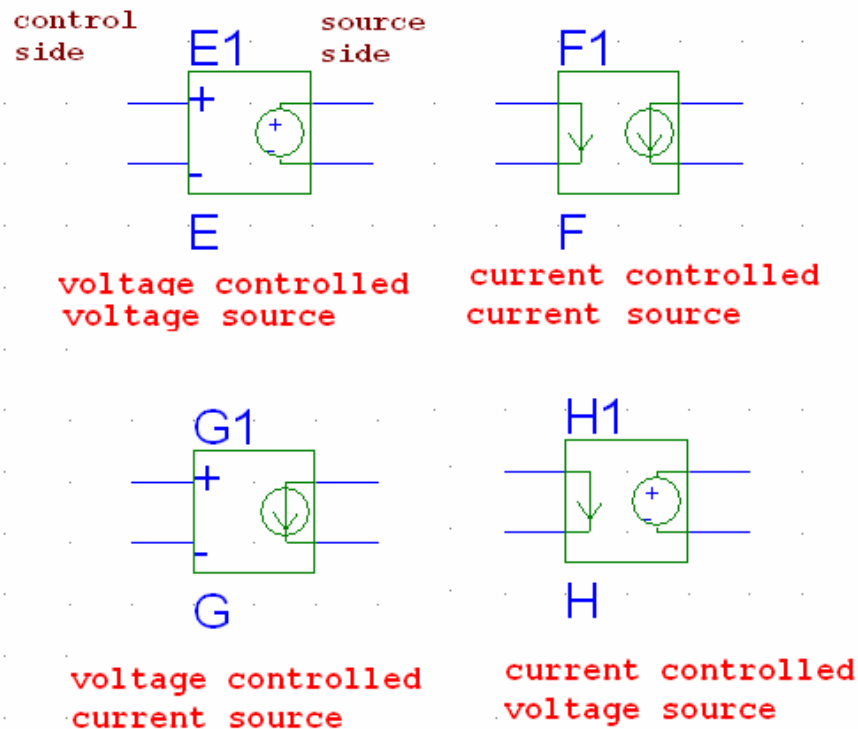 control
side
source
side
E1
+
-
+
-
E
voltage controlled
voltage source
F1
F
current controlled
current source
G1
+
-
G
voltage controlled
current source
H1
+
-
H
current controlled
voltage source